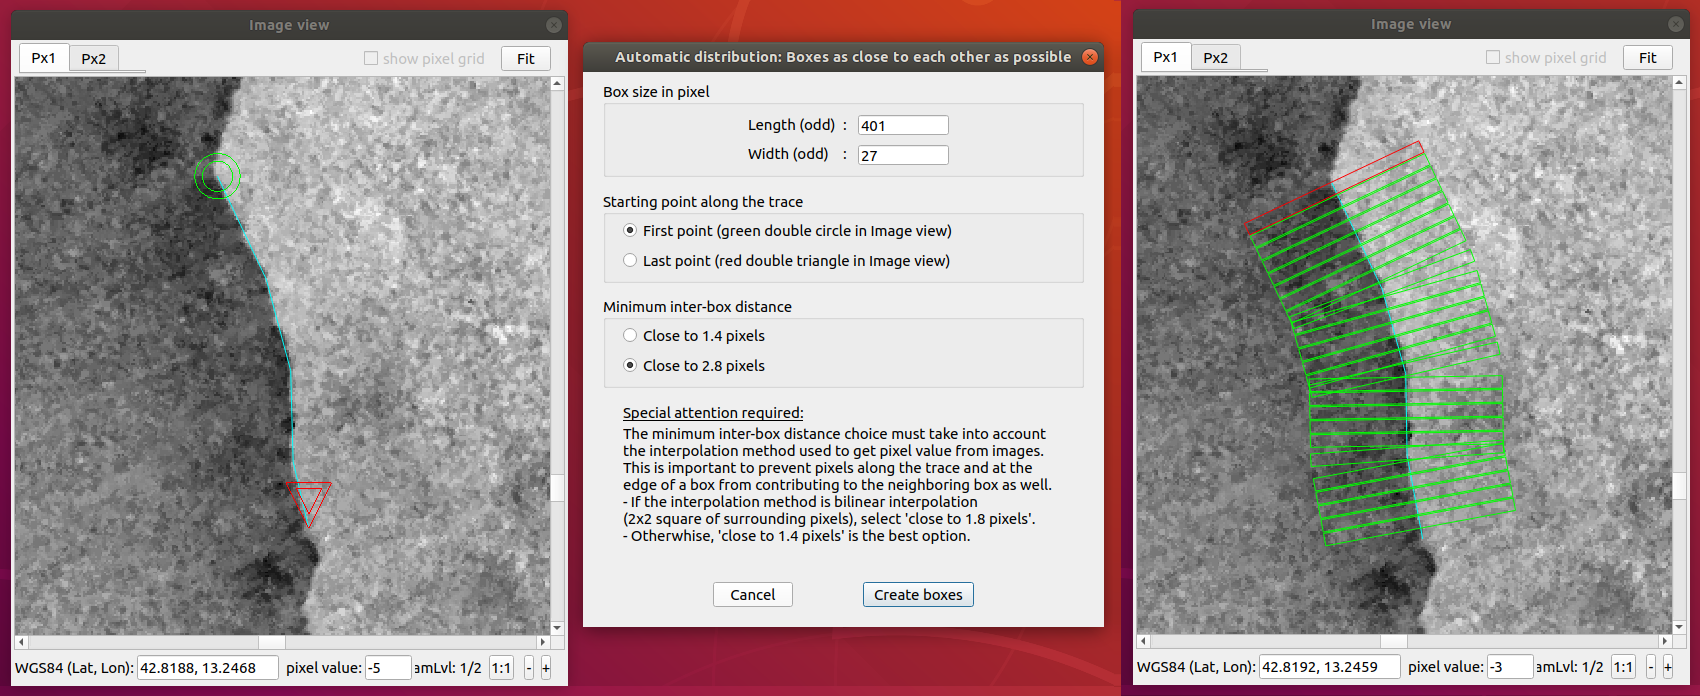 Image view
Px1 Px2 show pixel grid Fit
WGS84 (Lat, Lon): 42.8188, 13.2468 pixel value: -5 amLvl: 1/2 1:1 - +
Automatic distribution: Boxes as close to each other as possible
Box size in pixel
Length (odd) : 401
Width (odd) : 27
Starting point along the trace
First point (green double circle in Image view)
Last point (red double triangle in Image view)
Minimum inter-box distance
Close to 1.4 pixels
Close to 2.8 pixels
Special attention required:
The minimum inter-box distance choice must take into account
the interpolation method used to get pixel value from images.
This is important to prevent pixels along the trace and at the
edge of a box from contributing to the neighboring box as well.
- If the interpolation method is bilinear interpolation
(2x2 square of surrounding pixels), select 'close to 1.8 pixels'.
- Otherwhise, 'close to 1.4 pixels' is the best option.
Cancel Create boxes
Image view
Px1 Px2 show pixel grid Fit
WGS84 (Lat, Lon): 42.8192, 13.2459 pixel value: -3 amLvl: 1/2 1:1 - +